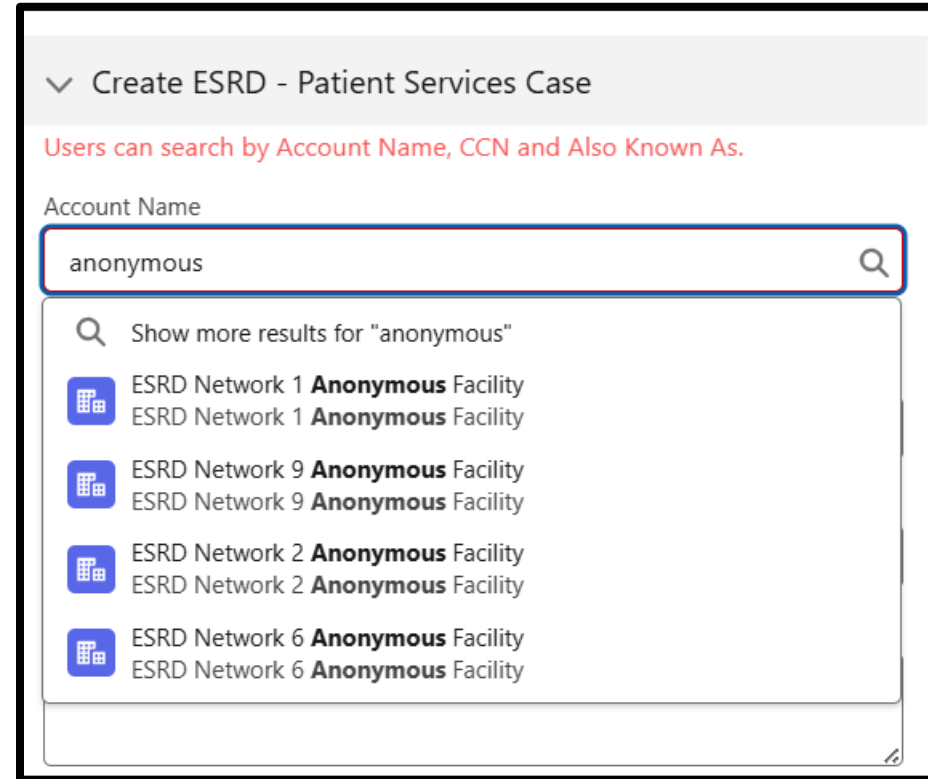 Create ESRD - Patient Services Case
Users can search by Account Name, CCN and Also Known As.
Account Name
anonymous
Show more results for "anonymous"
ESRD Network 1 Anonymous Facility
ESRD Network 1 Anonymous Facility
ESRD Network 9 Anonymous Facility
ESRD Network 9 Anonymous Facility
ESRD Network 2 Anonymous Facility
ESRD Network 2 Anonymous Facility
ESRD Network 6 Anonymous Facility
ESRD Network 6 Anonymous Facility